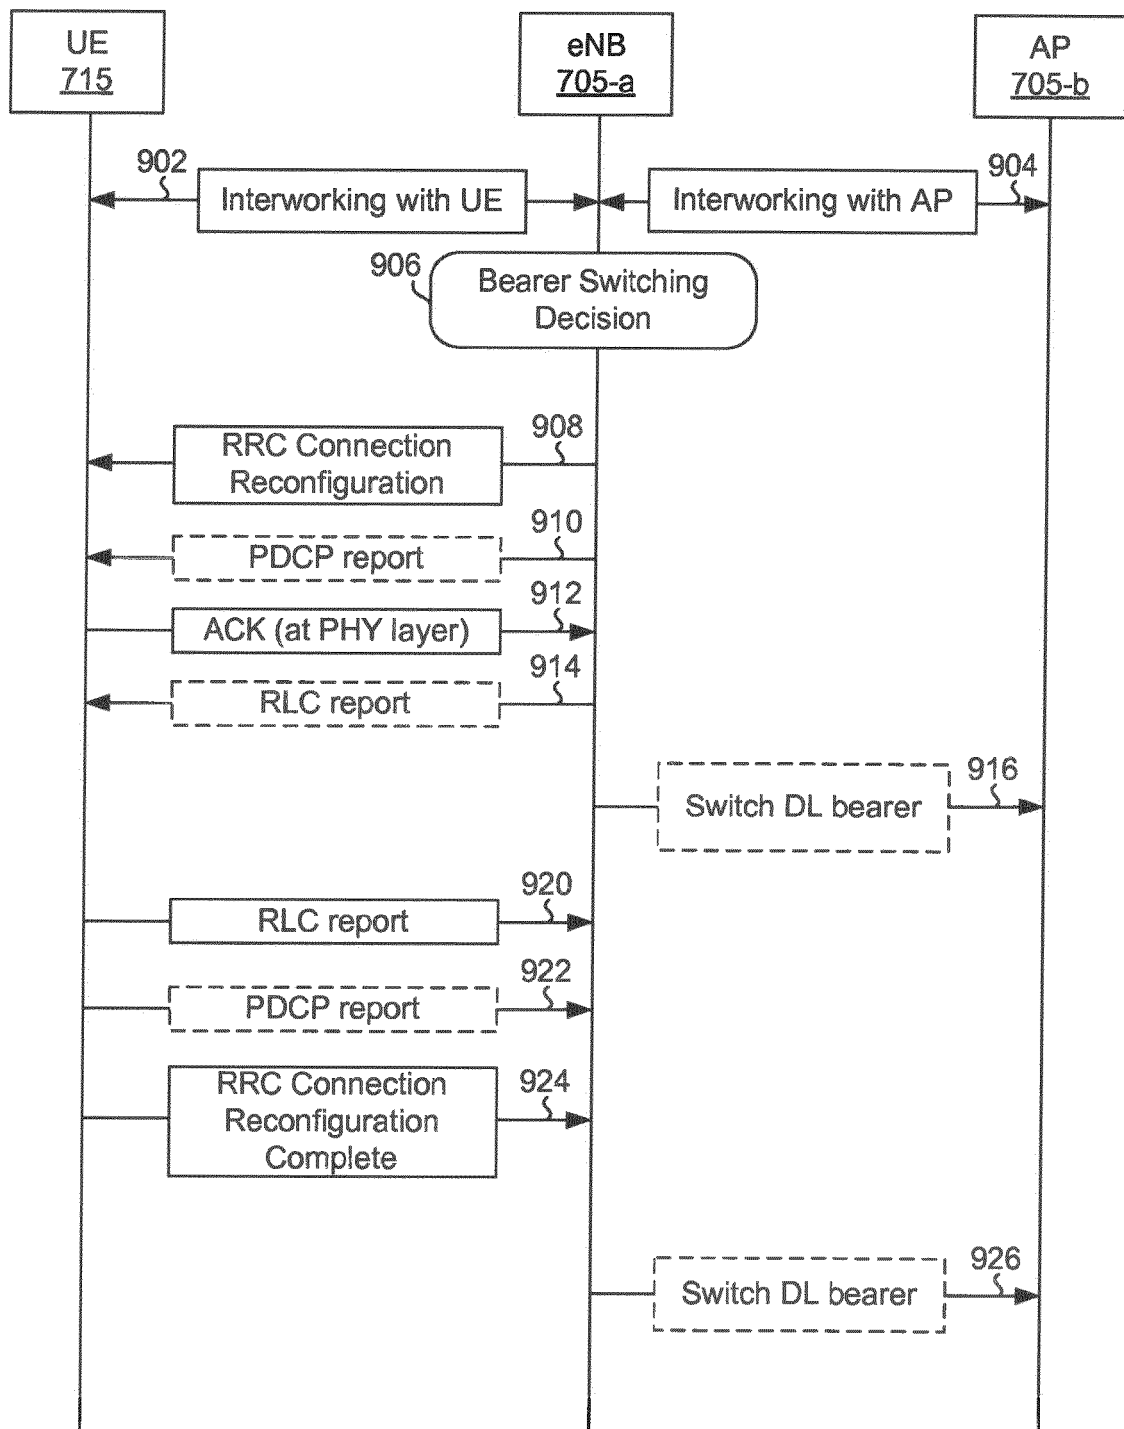 UE
715
eNB
705-a
AP
705-b
902
Interworking with UE
904
Interworking with AP
906
Bearer Switching
Decision
908
RRC Connection
Reconfiguration
910
PDCP report
912
ACK (at PHY layer)
914
RLC report
916
Switch DL bearer
920
RLC report
922
PDCP report
924
RRC Connection
Reconfiguration
Complete
926
Switch DL bearer